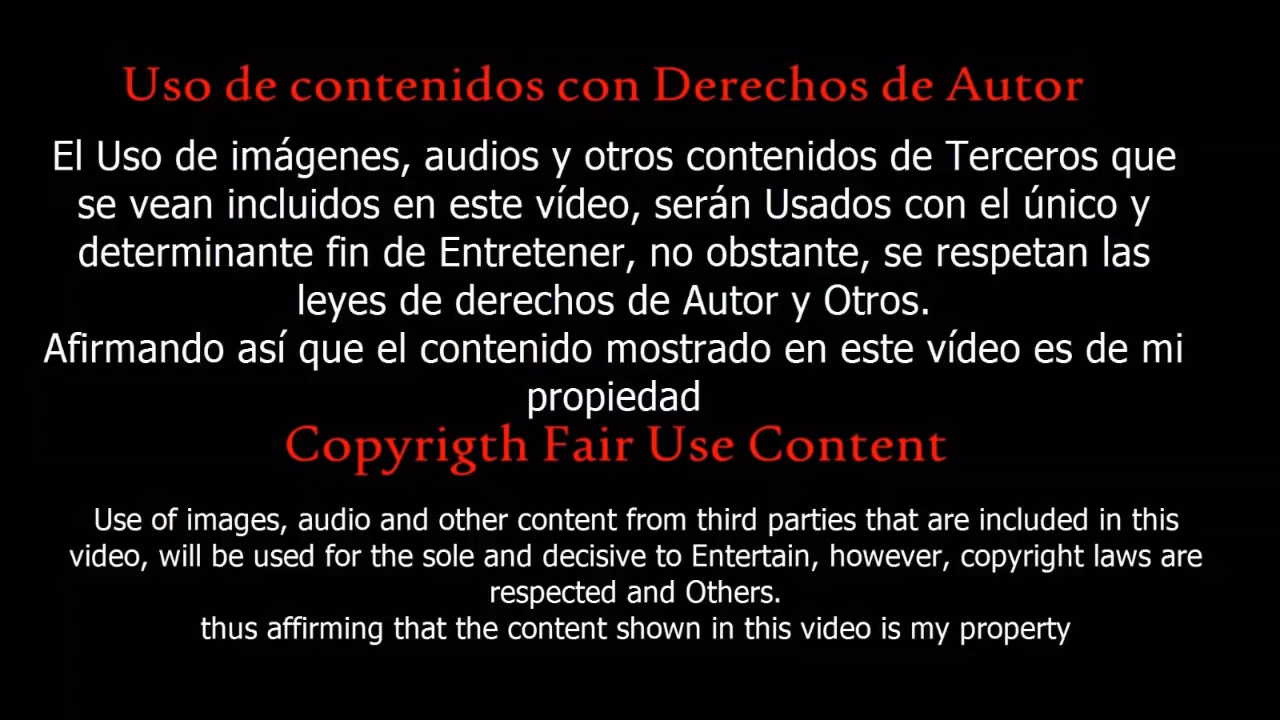 Uso de contenidos con Derechos de Autor
El Uso de imágenes, audios y otros contenidos de Terceros que
se vean incluidos en este vídeo, serán Usados con el único y
determinante fin de Entretener, no obstante, se respetan las
leyes de derechos de Autor y Otros.
Afirmando así que el contenido mostrado en este vídeo es de mi
propiedad
Copyrigth Fair Use Content
Use of images, audio and other content from third parties that are included in this
video, will be used for the sole and decisive to Entertain, however, copyright laws are
respected and Others.
thus affirming that the content shown in this video is my property